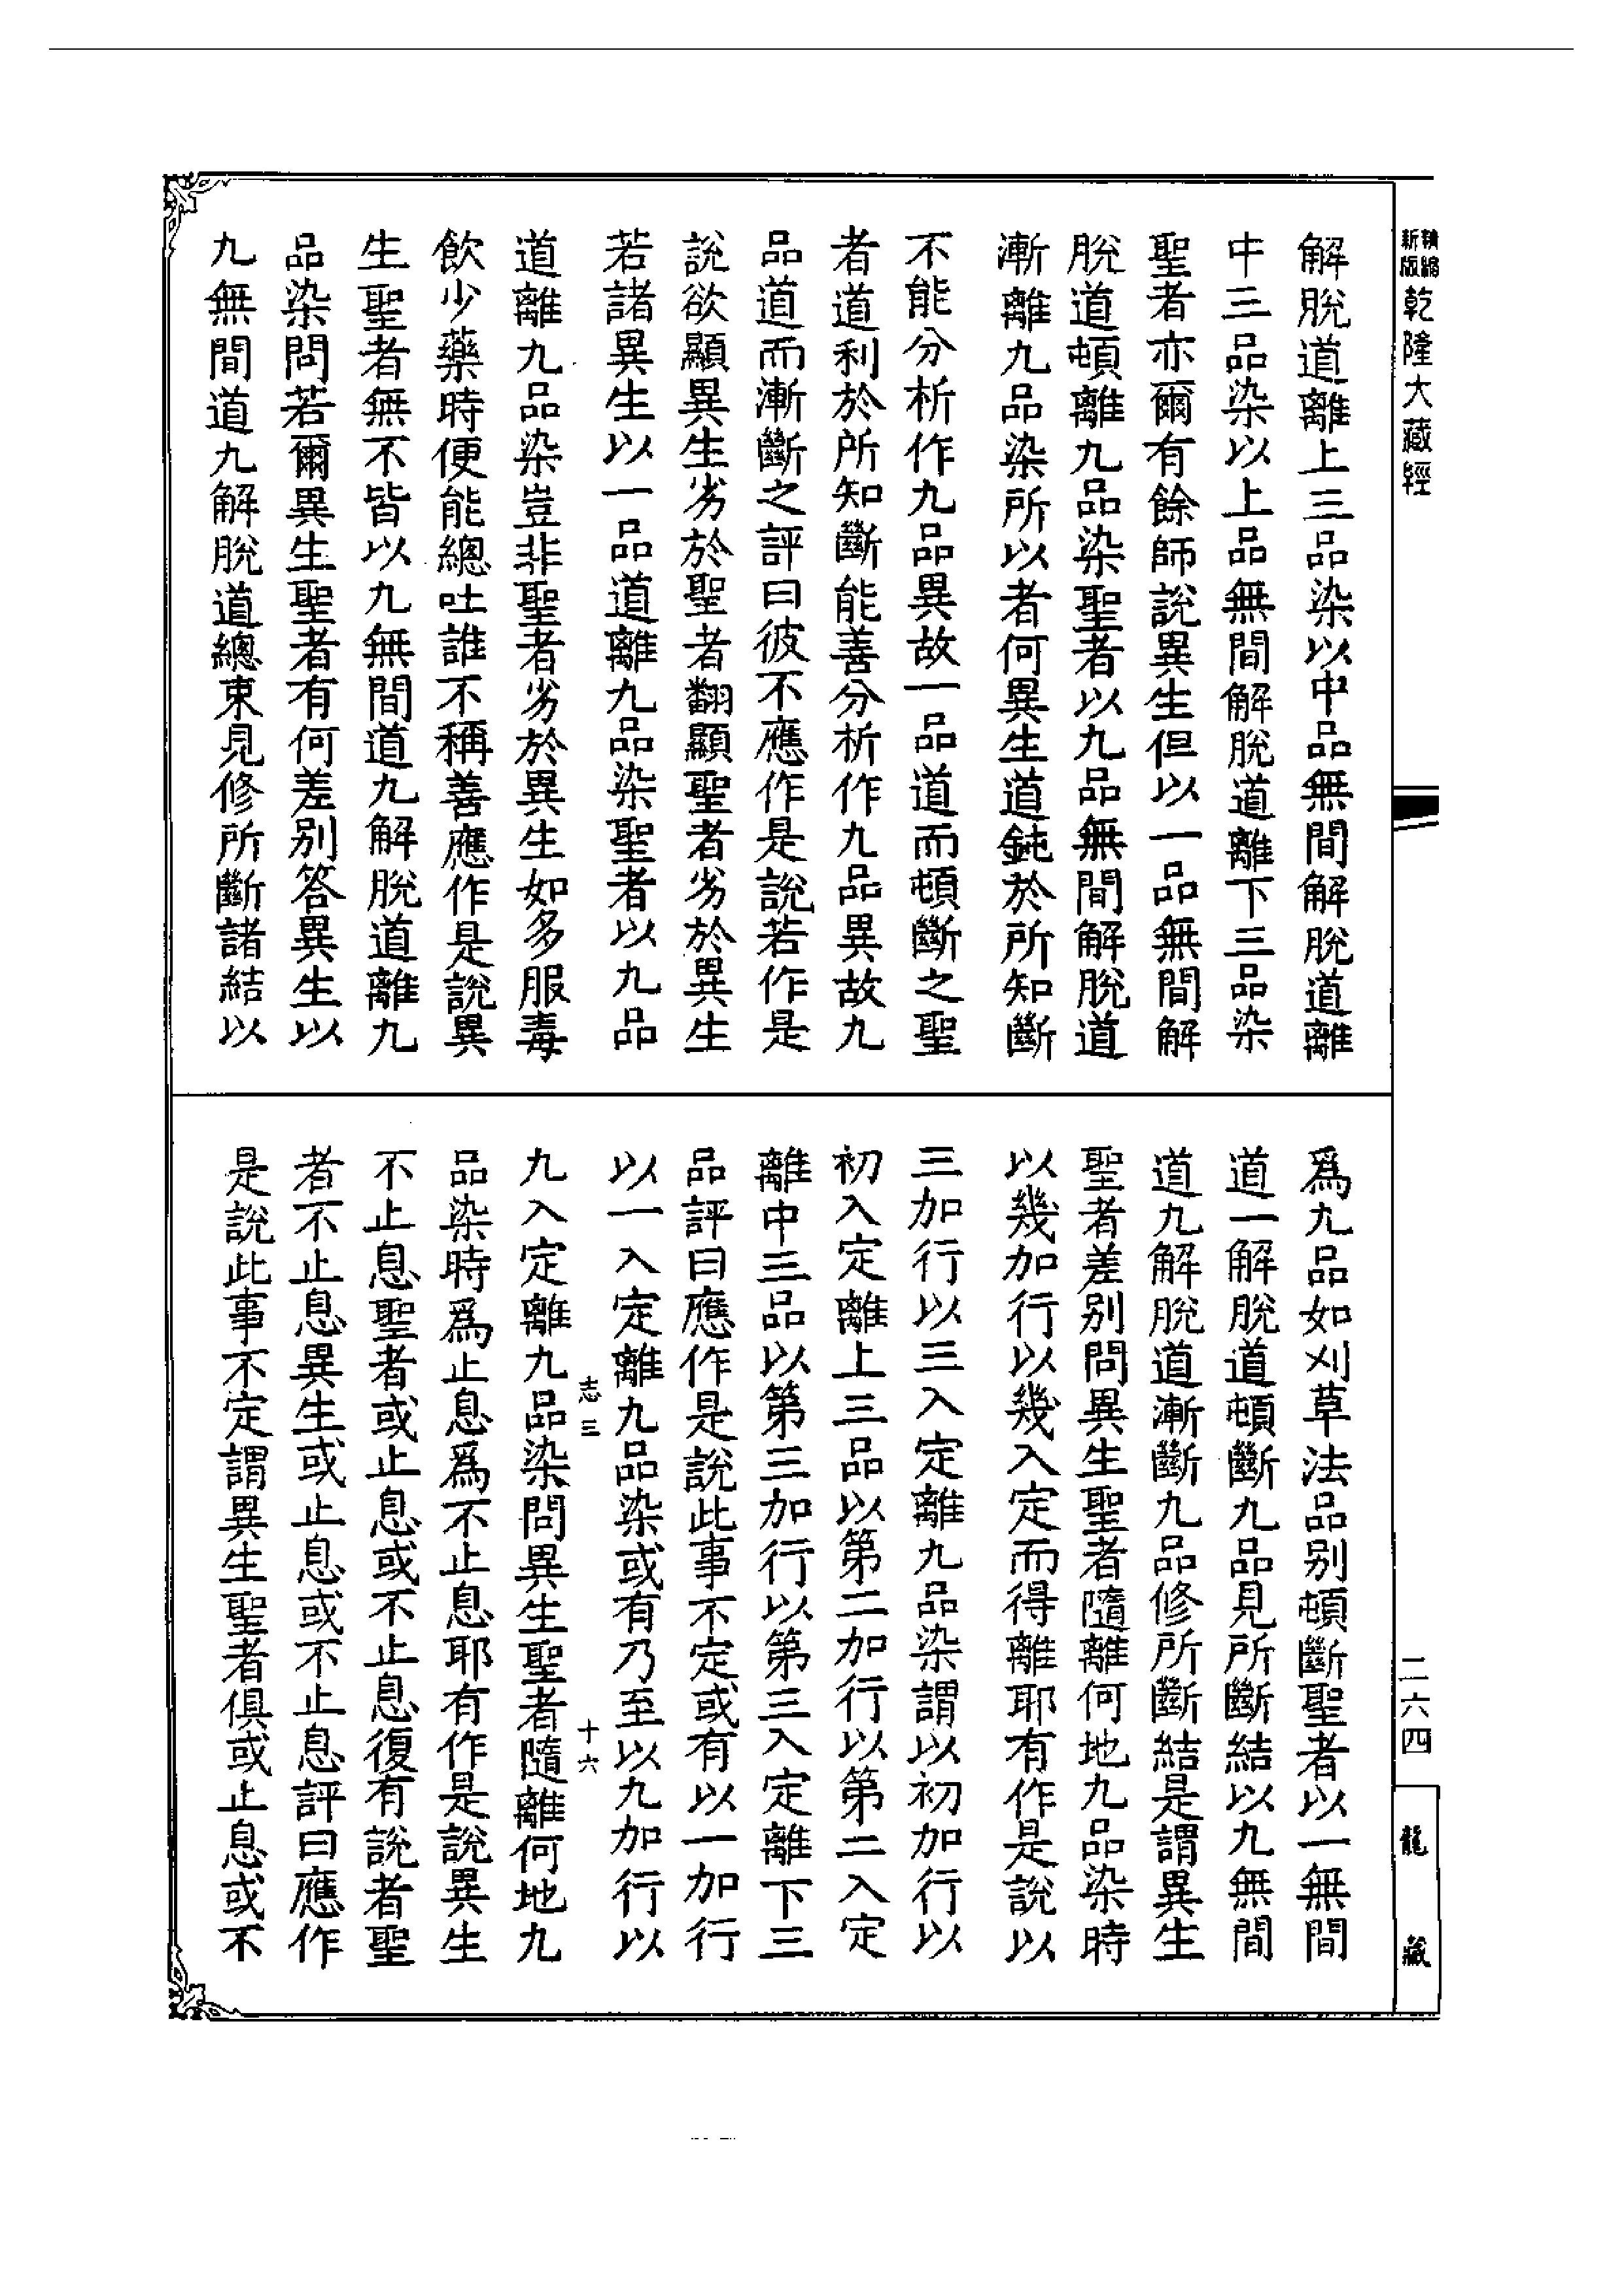 精縮新版乾隆大藏經
二六四
龍藏
解脫道離上三品染以中品無間解脫道離
中三品染以上品無間解脫道離下三品染
聖者亦爾有餘師說異生但以一品無間解
脫道頓離九品染聖者以九品無間解脫道
漸離九品染所以者何異生道鈍於所知斷
不能分析作九品異故一品道而頓斷之聖
者道利於所知斷能善分析作九品異故九
品道而漸斷之評曰彼不應作是說若作是
說欲顯異生劣於聖者翻顯聖者劣於異生
若諸異生以一品道離九品染聖者以九品
道離九品染豈非聖者劣於異生如多服毒
飲少藥時便能總吐誰不稱善應作是說異
生聖者無不皆以九無間道九解脫道離九
品染問若爾異生聖者有何差別答異生以
九無間道九解脫道總束見修所斷諸結以
爲九品如刈草法品別頓斷聖者以一無間
道一解脫道頓斷九品見所斷結以九無間
道九解脫道漸斷九品修所斷結是謂異生
聖者差別問異生聖者隨離何地九品染時
以幾加行以幾入定而得離耶有作是說以
三加行以三入定離九品染謂以初加行以
初入定離上三品以第二加行以第二入定
離中三品以第三加行以第三入定離下三
品評曰應作是說此事不定或有以一加行
以一入定離九品染或有乃至以九加行以
志三 十六
九入定離九品染問異生聖者隨離何地九
品染時爲止息爲不止息耶有作是說異生
不止息聖者或止息或不止息復有說者聖
者不止息異生或止息或不止息評曰應作
是說此事不定謂異生聖者俱或止息或不